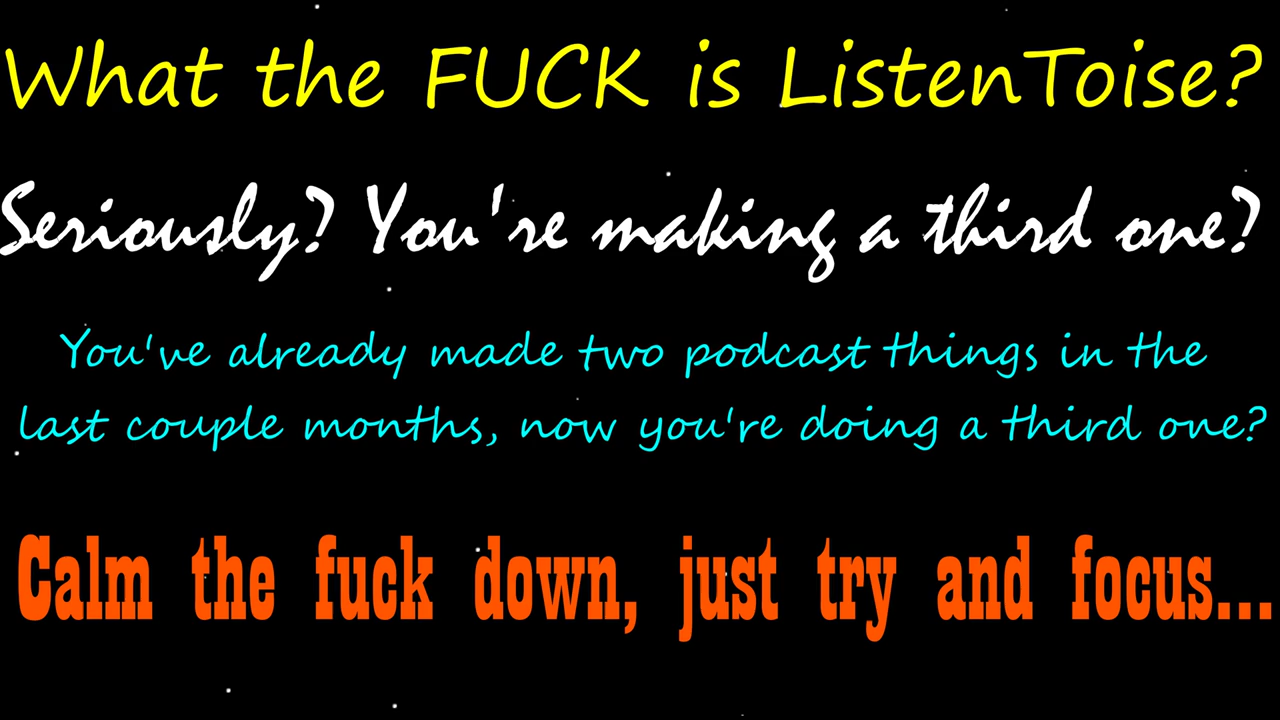 What the FUCK is ListenToise?
Seriously? You're making a third one?
You've already made two podcast things in the
last couple months, now you're doing a third one?
Calm the fuck down, just try and focus...